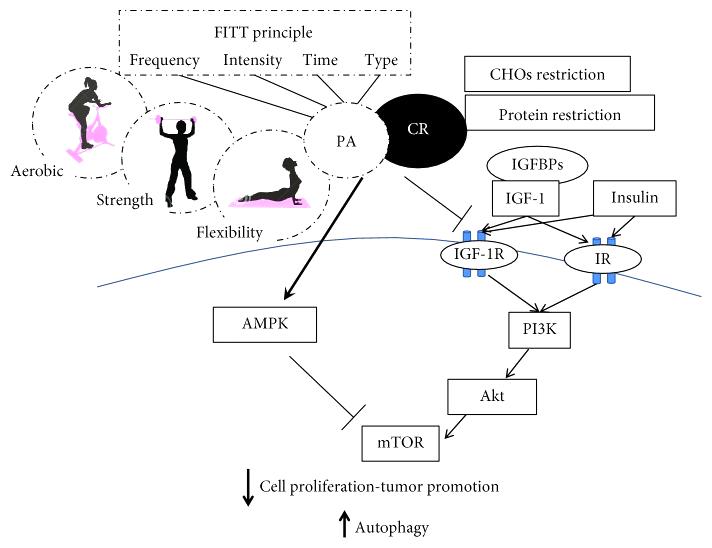 FITT principle
Frequency Intensity Time Type
CHOs restriction
Protein restriction
PA
CR
Aerobic
Strength
Flexibility
IGFBPs
IGF-1
Insulin
IGF-1R
IR
AMPK
PI3K
Akt
mTOR
Cell proliferation-tumor promotion
Autophagy